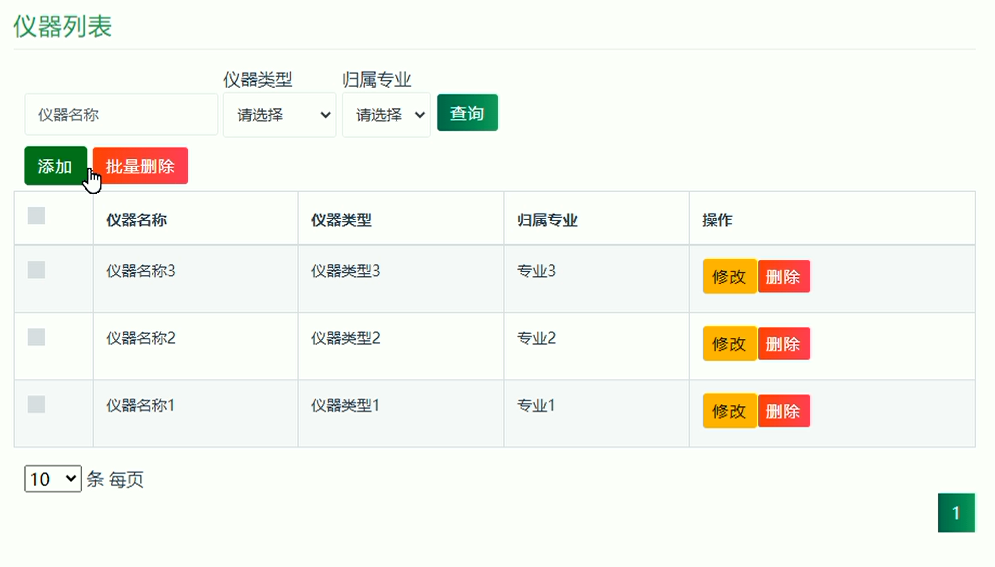 仪器列表
仪器类型 归属专业
仪器名称 请选择 请选择 查询
添加 批量删除
仪器名称 仪器类型 归属专业 操作
仪器名称3 仪器类型3 专业3 修改 删除
仪器名称2 仪器类型2 专业2 修改 删除
仪器名称1 仪器类型1 专业1 修改 删除
10 条 每页
1